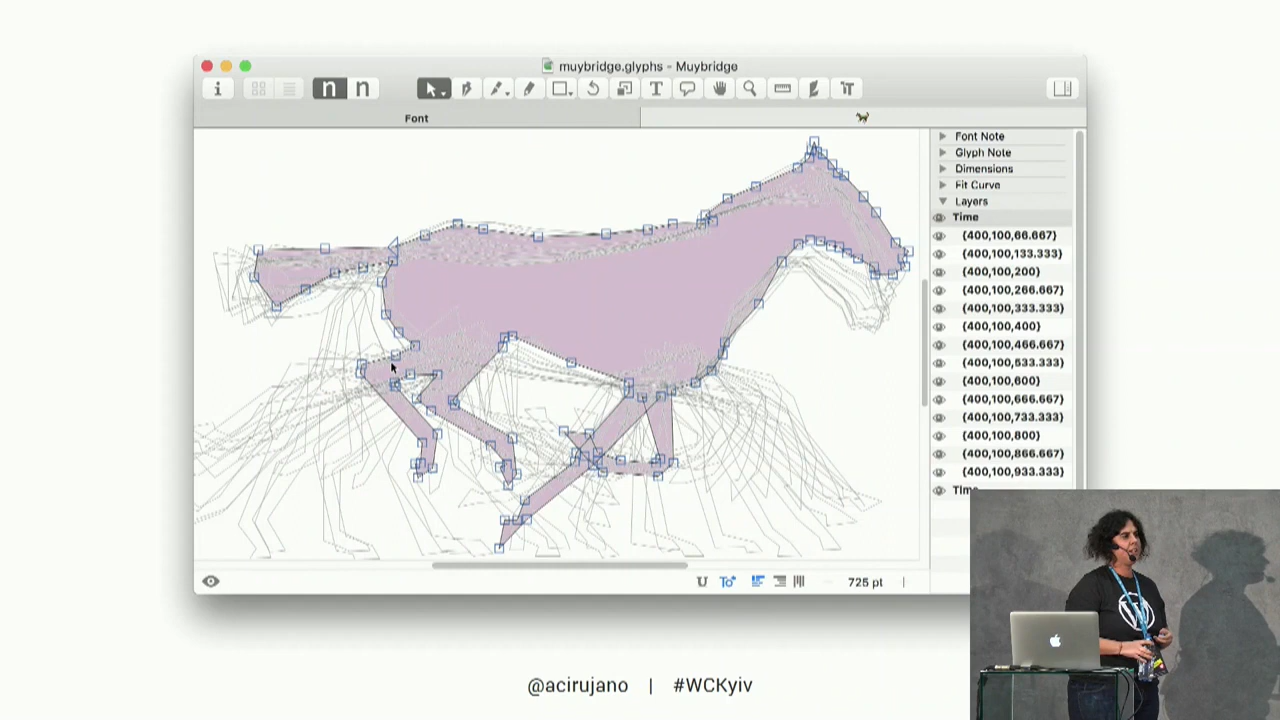 muybridge.glyphs – Muybridge
n n
T
Font
Font Note
Glyph Note
Dimensions
Fit Curve
Layers
Time
{400,100,66.667}
{400,100,133.333}
{400,100,200}
{400,100,266.667}
{400,100,333.333}
{400,100,400}
{400,100,466.667}
{400,100,533.333}
{400,100,600}
{400,100,666.667}
{400,100,733.333}
{400,100,800}
{400,100,866.667}
{400,100,933.333}
725 pt
@acirujano | #WCKyiv